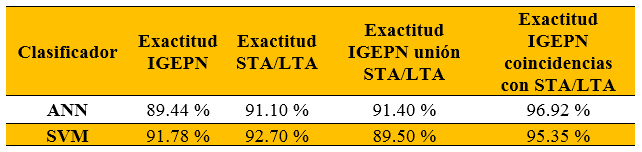 Clasificador Exactitud IGEPN Exactitud STA/LTA Exactitud IGEPN unión STA/LTA Exactitud IGEPN coincidencias con STA/LTA
ANN 89.44 % 91.10 % 91.40 % 96.92 %
SVM 91.78 % 92.70 % 89.50 % 95.35 %